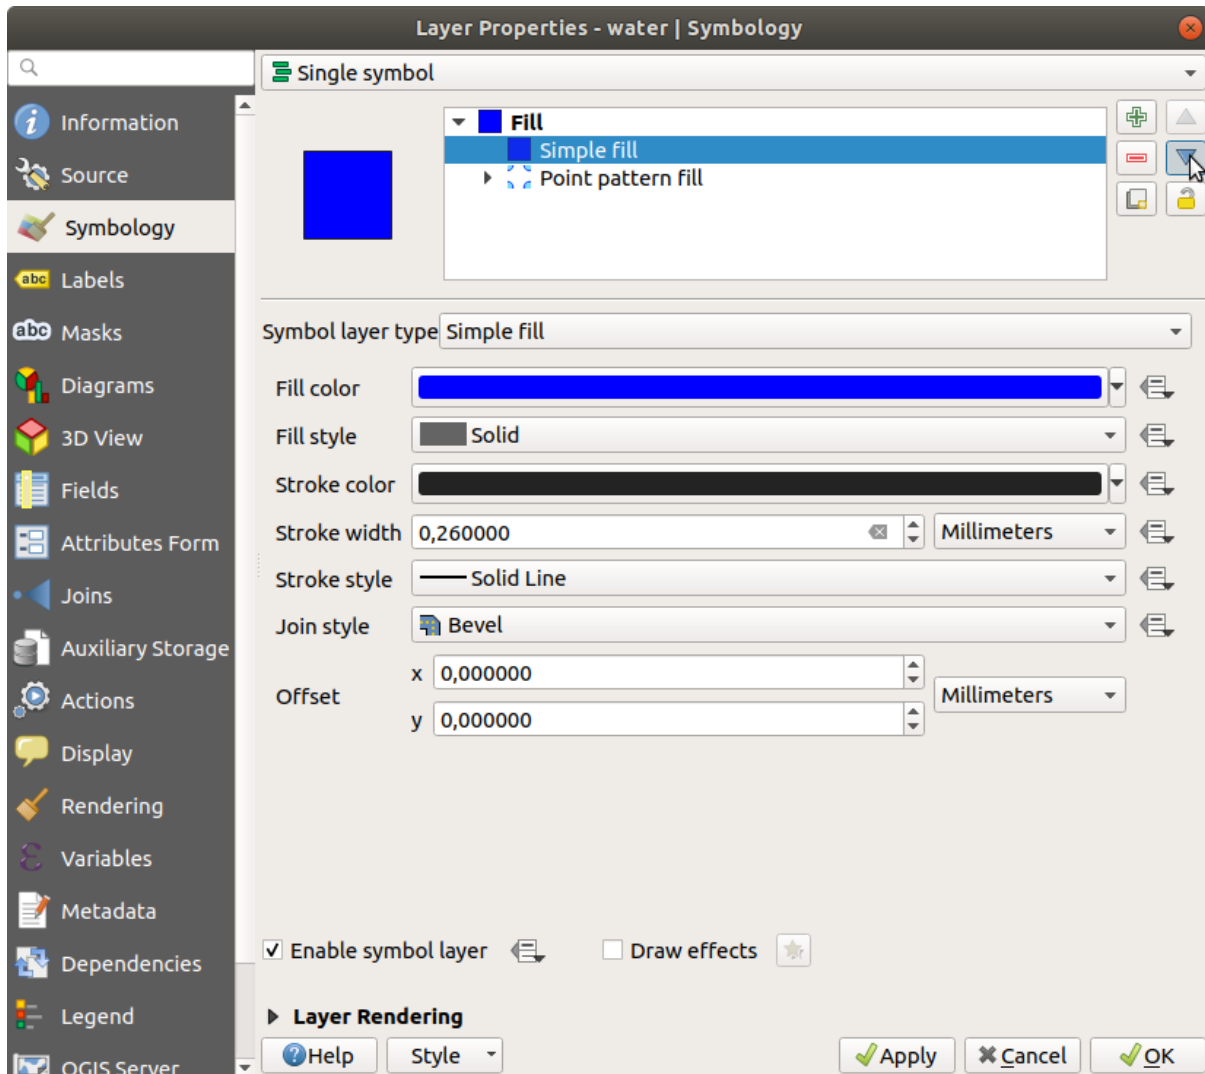 Layer Properties - water | Symbology
Single symbol
Information
Source
Symbology
Labels
Masks
Diagrams
3D View
Fields
Attributes Form
Joins
Auxiliary Storage
Actions
Display
Rendering
Variables
Metadata
Dependencies
Legend
QGIS Server
Fill
Simple fill
Point pattern fill
Symbol layer type Simple fill
Fill color
Fill style Solid
Stroke color
Stroke width 0,260000 Millimeters
Stroke style Solid Line
Join style Bevel
Offset x 0,000000 Millimeters
y 0,000000
Enable symbol layer Draw effects
Layer Rendering
Help Style Apply Cancel OK